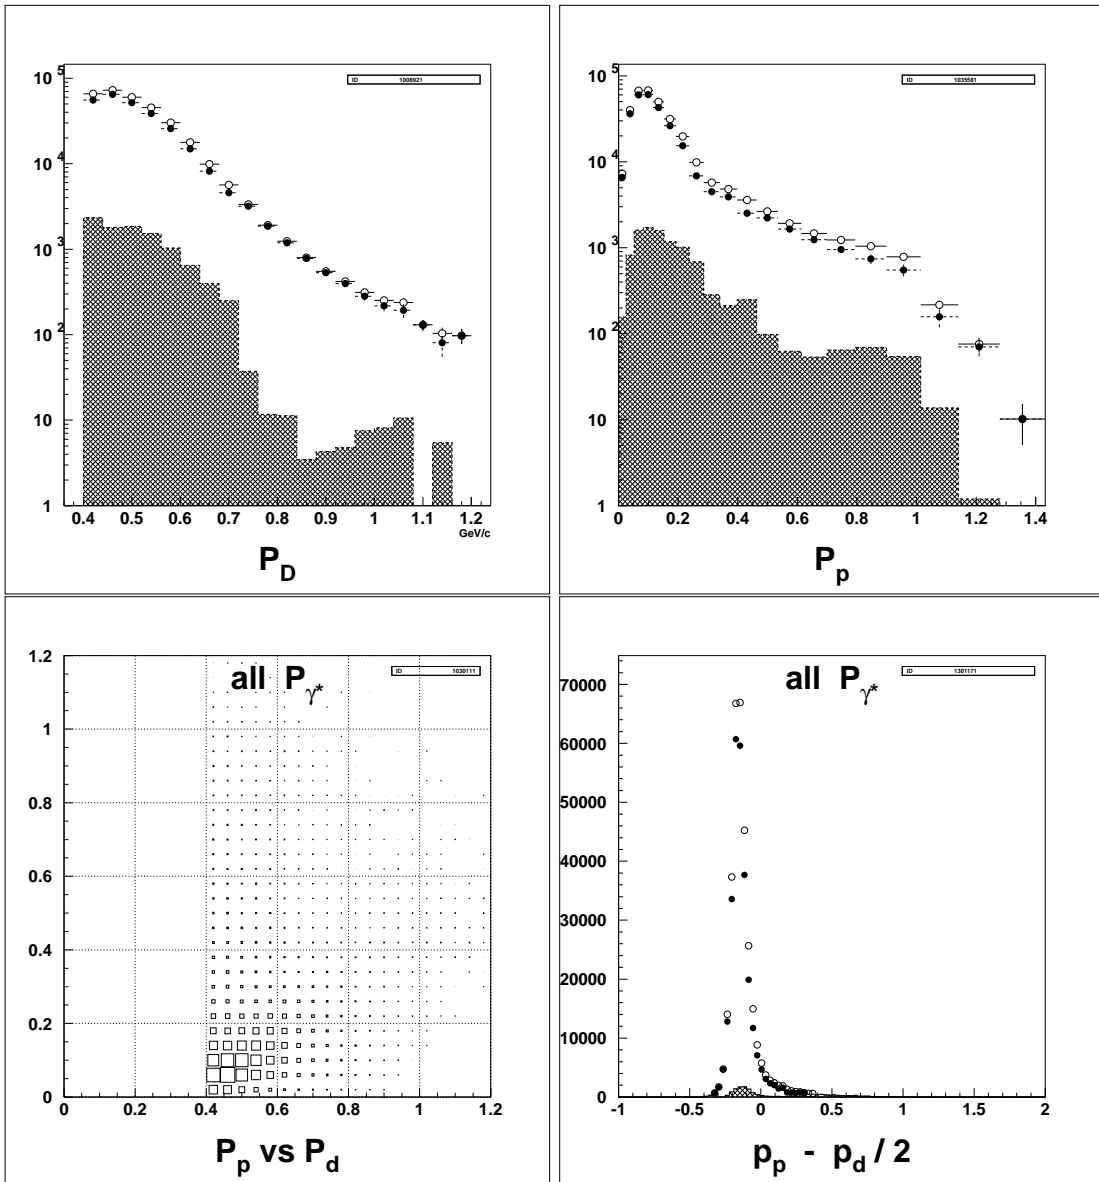 ID 1008921
10^5
10^4
10^3
10^2
10
1
0.4 0.5 0.6 0.7 0.8 0.9 1 1.1 1.2
GeV/c
P_D
ID 1035581
10^5
10^4
10^3
10^2
10
1
0 0.2 0.4 0.6 0.8 1 1.2 1.4
P_p
all P_γ*
ID 1030111
1.2
1
0.8
0.6
0.4
0.2
0
0 0.2 0.4 0.6 0.8 1 1.2
P_p vs P_d
all P_γ*
ID 1301171
70000
60000
50000
40000
30000
20000
10000
0
-1 -0.5 0 0.5 1 1.5 2
p_p - p_d / 2